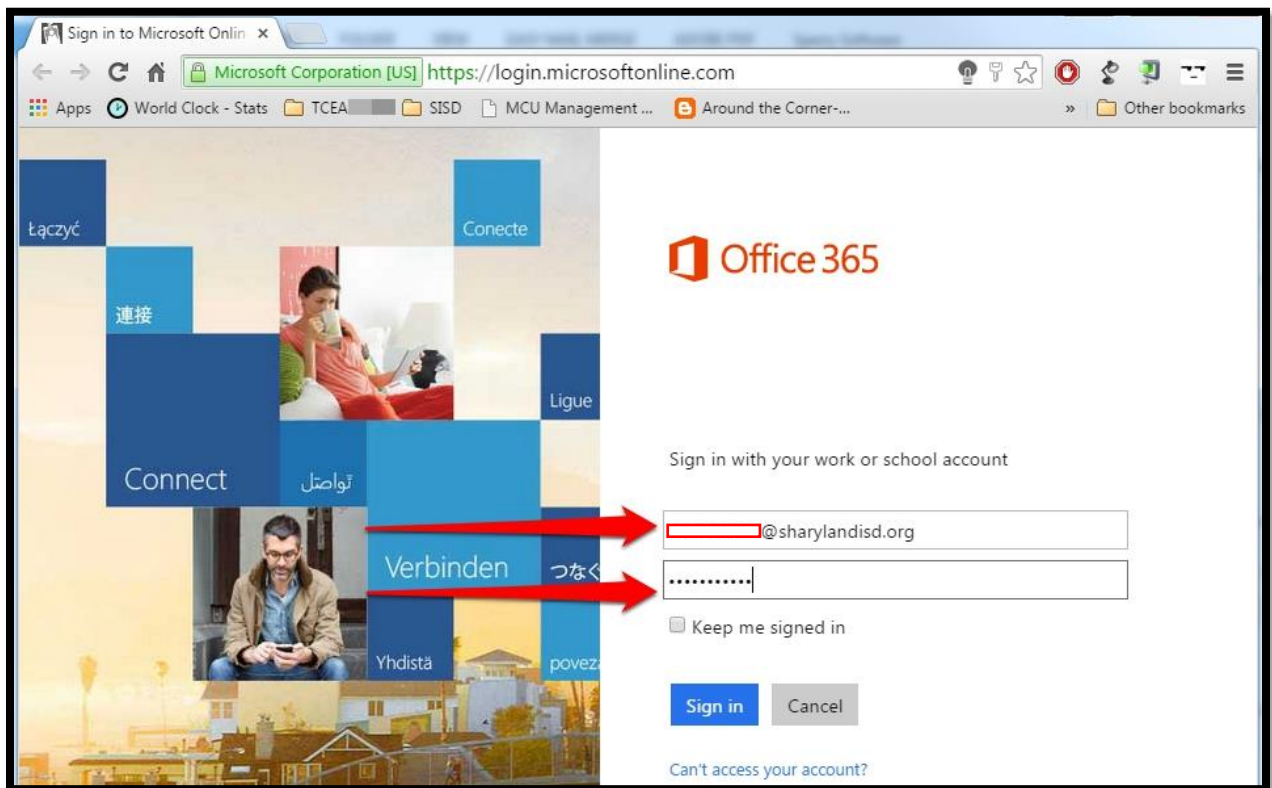 Sign in to Microsoft Onlin ×
Microsoft Corporation [US] https://login.microsoftonline.com
Apps World Clock - Stats TCEA SISD MCU Management ... Around the Corner-... » Other bookmarks
Łączyć
Conecte
連接
Ligue
Connect
تواصل
Verbinden
つなぐ
Yhdistä
poveza
Office 365
Sign in with your work or school account
@sharylandisd.org
•••••••••••
Keep me signed in
Sign in Cancel
Can't access your account?